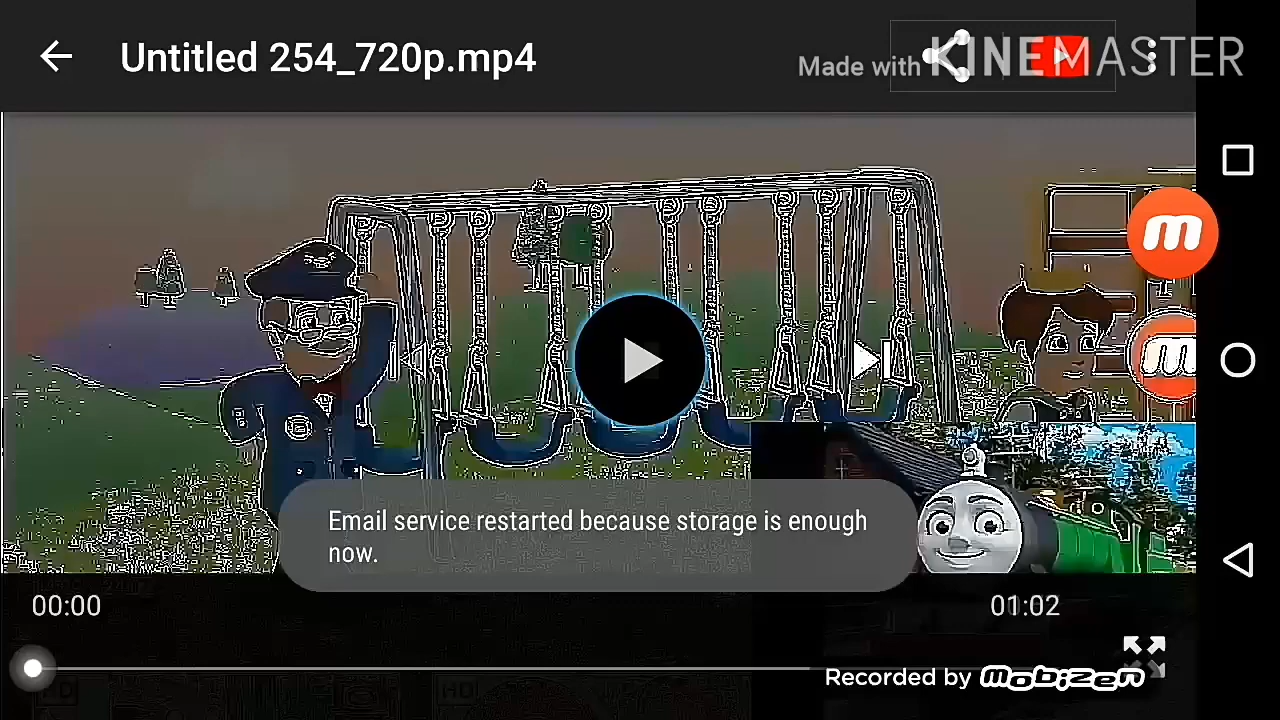 Untitled 254_720p.mp4
Made with KINEMASTER
Email service restarted because storage is enough
now.
00:00
01:02
Recorded by mobizen
HD